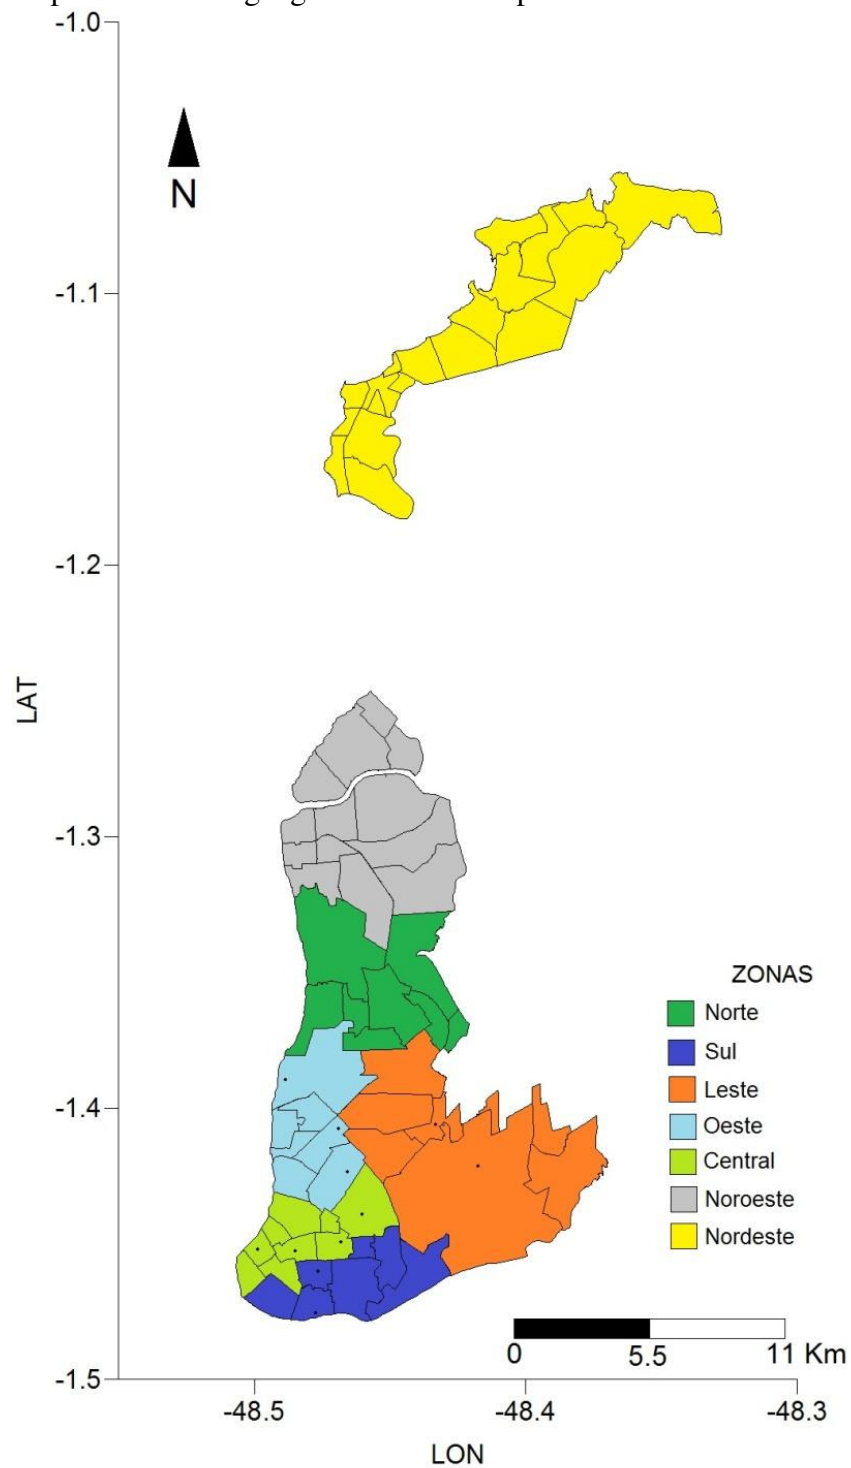 -1.0
N
-1.1
-1.2
LAT
-1.3
ZONAS
Norte
Sul
Leste
-1.4
Oeste
Central
Noroeste
Nordeste
0 5.5 11 Km
-1.5
-48.5 -48.4 -48.3
LON